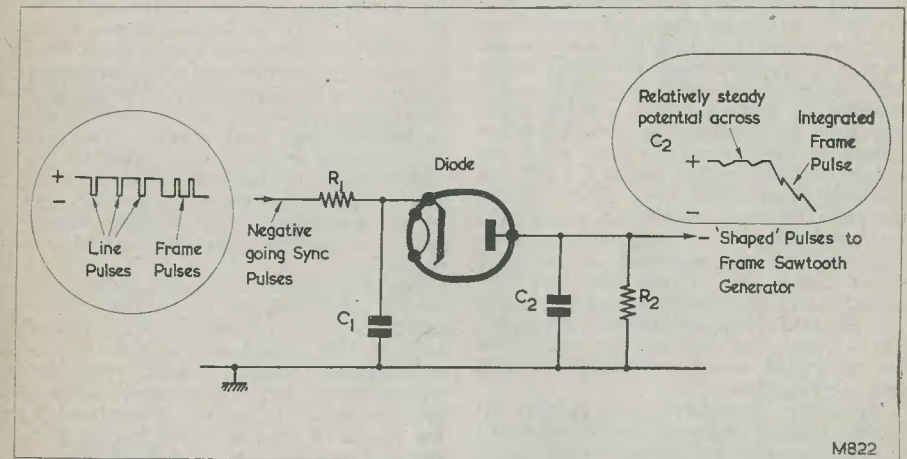 Relatively steady
potential across
C2
Integrated
Frame
Pulse
+
−
Diode
+
−
R1
Line
Pulses
Frame
Pulses
Negative
going Sync
Pulses
− 'Shaped' Pulses to
Frame Sawtooth
Generator
C1
C2
R2
M822